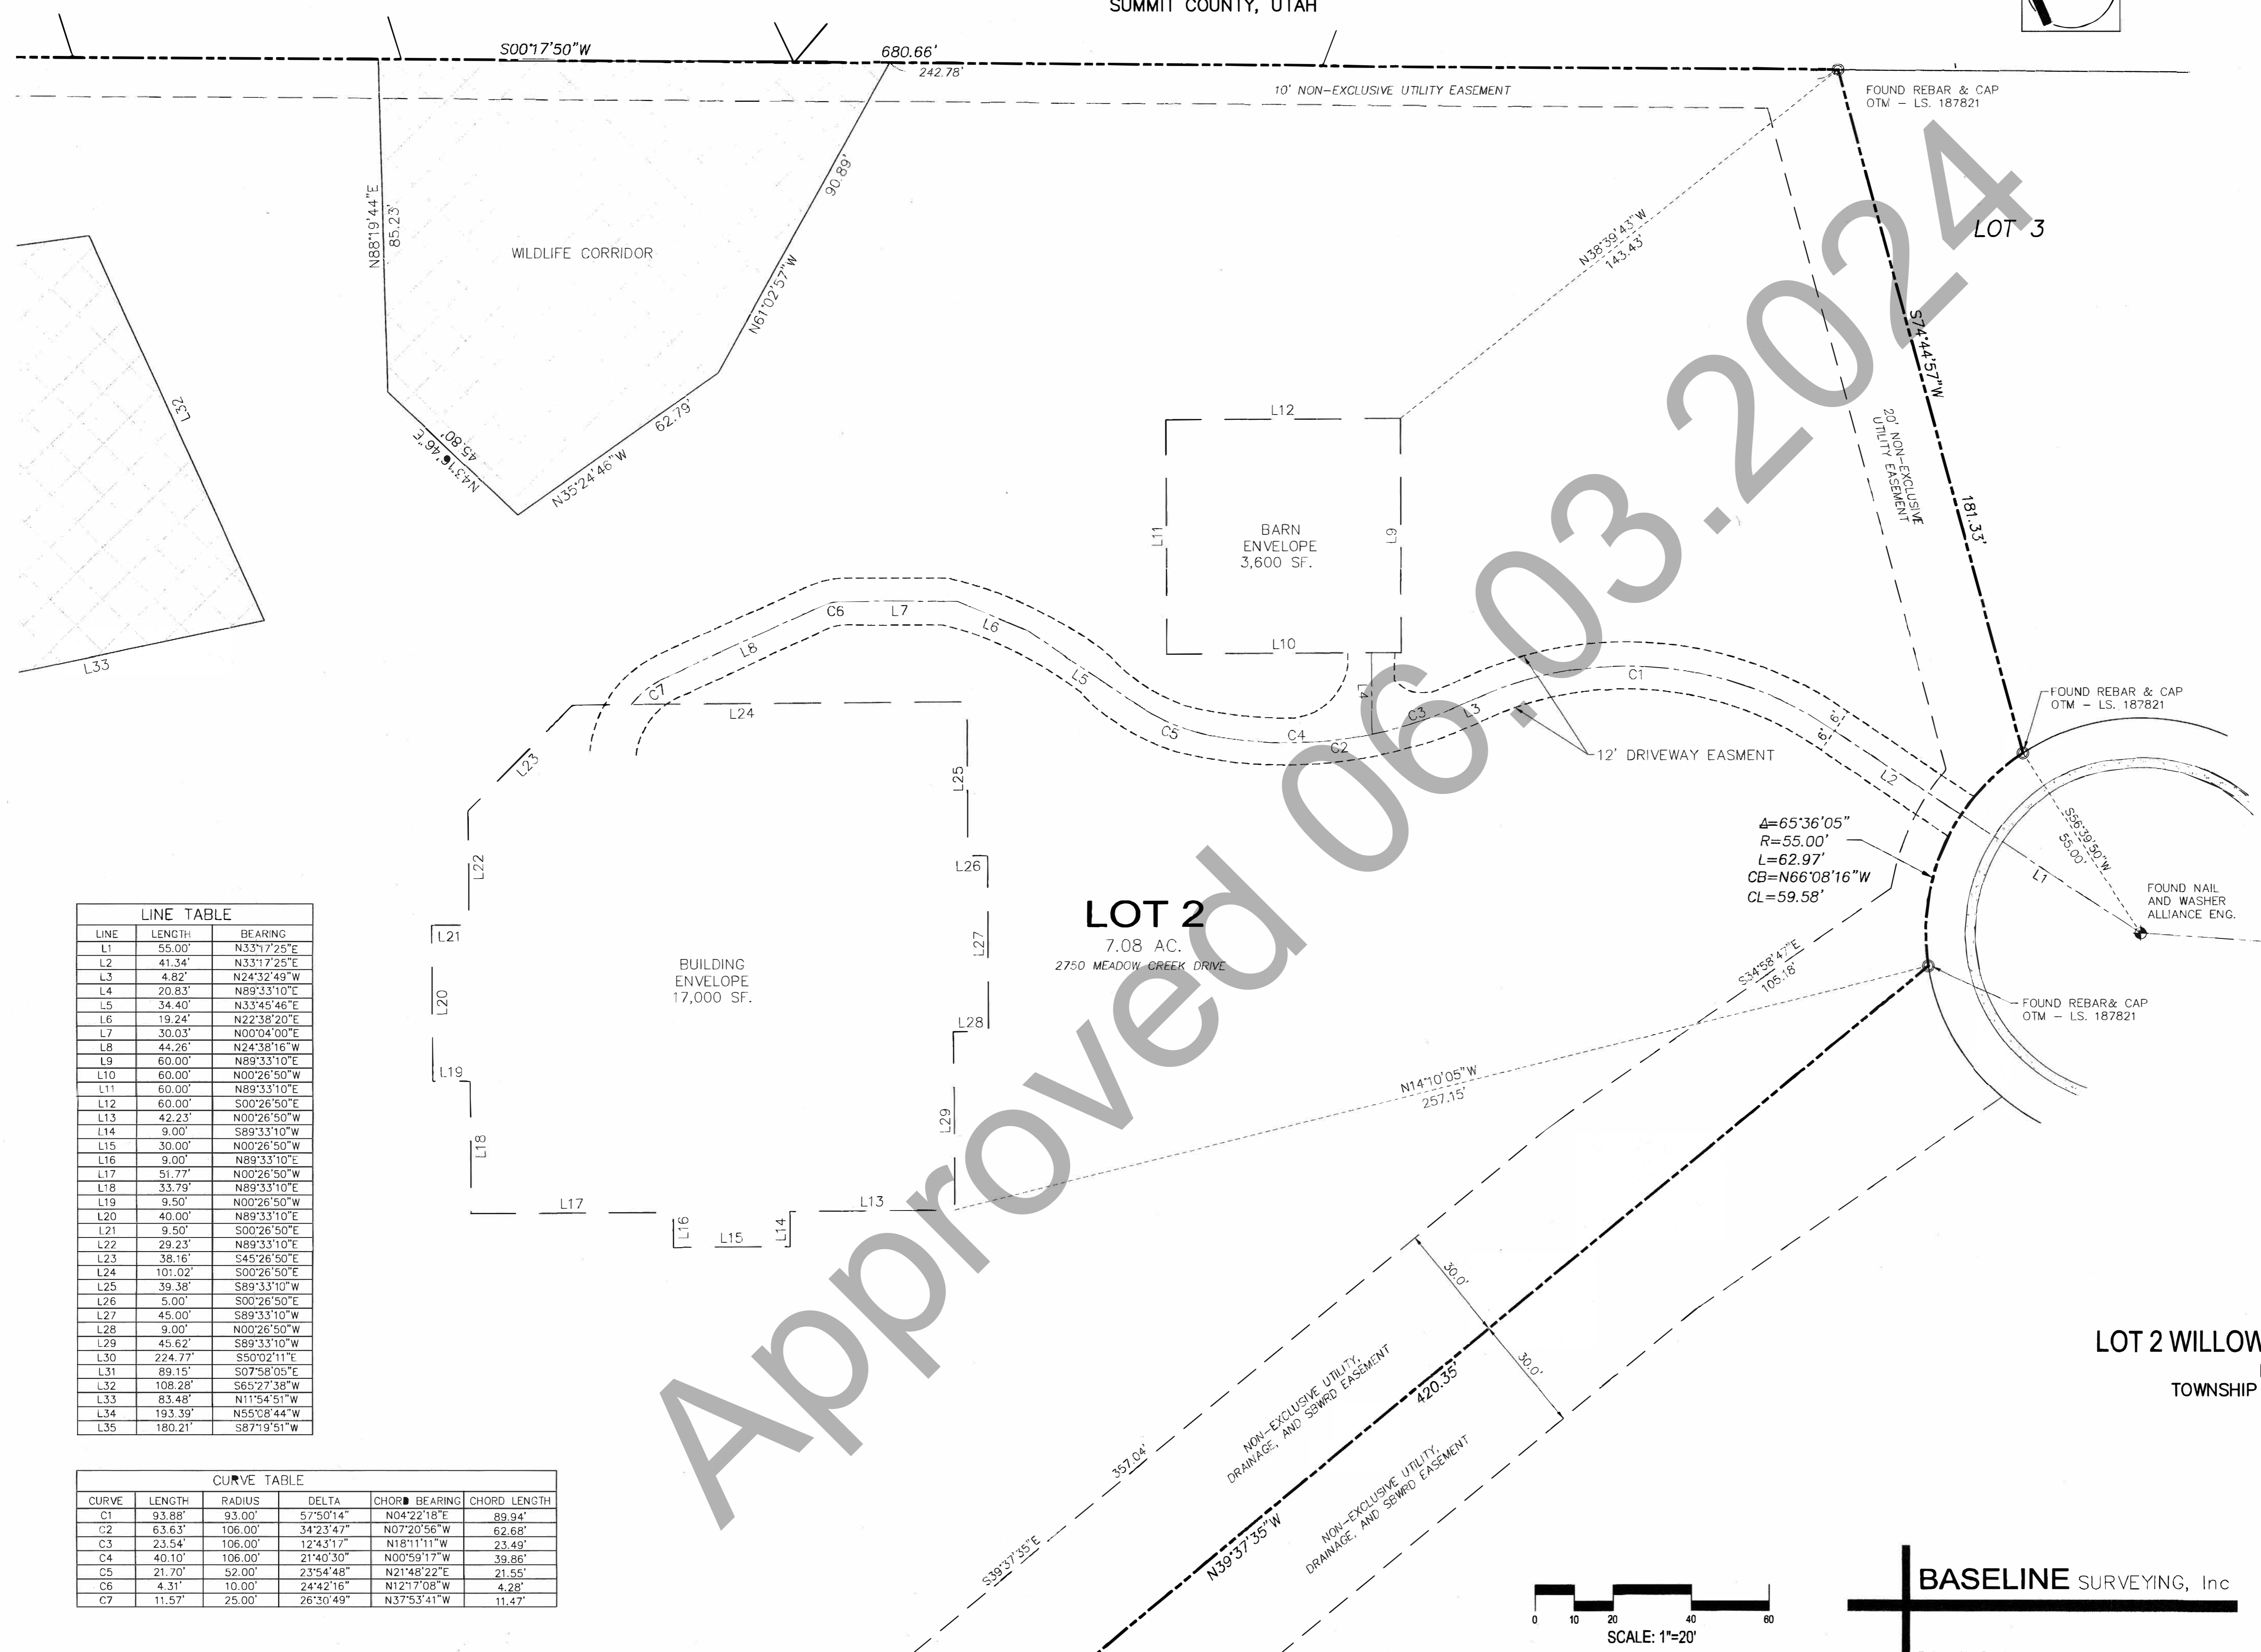 SUMMIT COUNTY, UTAH
S00°17'50"W
680.66'
242.78'
10' NON-EXCLUSIVE UTILITY EASEMENT
FOUND REBAR & CAP
OTM - LS. 187821
LOT 3
N88°19'44"E
85.23'
WILDLIFE CORRIDOR
90.89'
N61°02'57"W
N43°16'46"E
45.80'
62.79'
N35°24'46"W
L32
L33
N38°39'43"W
143.43'
S74°44'57"W
181.33'
20' NON-EXCLUSIVE
UTILITY EASEMENT
L12
L11
BARN
ENVELOPE
3,600 SF.
L9
L10
L4
C6
L7
L6
L8
C7
L5
C5
C4
C2
C3
L3
C1
6'
6'
L2
12' DRIVEWAY EASMENT
FOUND REBAR & CAP
OTM - LS. 187821
Δ=65°36'05"
R=55.00'
L=62.97'
CB=N66°08'16"W
CL=59.58'
S56°39'50"W
55.00'
L1
FOUND NAIL
AND WASHER
ALLIANCE ENG.
FOUND REBAR& CAP
OTM - LS. 187821
L24
L23
L25
L22
L26
L21
L27
L20
L28
L19
L29
L18
L17
L13
L16
L15
L14
BUILDING
ENVELOPE
17,000 SF.
LOT 2
7.08 AC.
2750 MEADOW CREEK DRIVE
S34°58'47"E
105.18'
N14°10'05"W
257.15'
30.0'
30.0'
NON-EXCLUSIVE UTILITY,
DRAINAGE, AND SBWRD EASEMENT
420.35'
357.04'
NON-EXCLUSIVE UTILITY,
DRAINAGE, AND SBWRD EASEMENT
S39°37'35"E
N39°37'35"W
Approved 06.03.2024
LINE TABLE
LINE LENGTH BEARING
L1 55.00' N33°17'25"E
L2 41.34' N33°17'25"E
L3 4.82' N24°32'49"W
L4 20.83' N89°33'10"E
L5 34.40' N33°45'46"E
L6 19.24' N22°38'20"E
L7 30.03' N00°04'00"E
L8 44.26' N24°38'16"W
L9 60.00' N89°33'10"E
L10 60.00' N00°26'50"W
L11 60.00' N89°33'10"E
L12 60.00' S00°26'50"E
L13 42.23' N00°26'50"W
L14 9.00' S89°33'10"W
L15 30.00' N00°26'50"W
L16 9.00' N89°33'10"E
L17 51.77' N00°26'50"W
L18 33.79' N89°33'10"E
L19 9.50' N00°26'50"W
L20 40.00' N89°33'10"E
L21 9.50' S00°26'50"E
L22 29.23' N89°33'10"E
L23 38.16' S45°26'50"E
L24 101.02' S00°26'50"E
L25 39.38' S89°33'10"W
L26 5.00' S00°26'50"E
L27 45.00' S89°33'10"W
L28 9.00' N00°26'50"W
L29 45.62' S89°33'10"W
L30 224.77' S50°02'11"E
L31 89.15' S07°58'05"E
L32 108.28' S65°27'38"W
L33 83.48' N11°54'51"W
L34 193.39' N55°08'44"W
L35 180.21' S87°19'51"W
CURVE TABLE
CURVE LENGTH RADIUS DELTA CHORD BEARING CHORD LENGTH
C1 93.88' 93.00' 57°50'14" N04°22'18"E 89.94'
C2 63.63' 106.00' 34°23'47" N07°20'56"W 62.68'
C3 23.54' 106.00' 12°43'17" N18°11'11"W 23.49'
C4 40.10' 106.00' 21°40'30" N00°59'17"W 39.86'
C5 21.70' 52.00' 23°54'48" N21°48'22"E 21.55'
C6 4.31' 10.00' 24°42'16" N12°17'08"W 4.28'
C7 11.57' 25.00' 26°30'49" N37°53'41"W 11.47'
LOT 2 WILLOW
TOWNSHIP
0 10 20 40 60
SCALE: 1"=20'
BASELINE SURVEYING, Inc